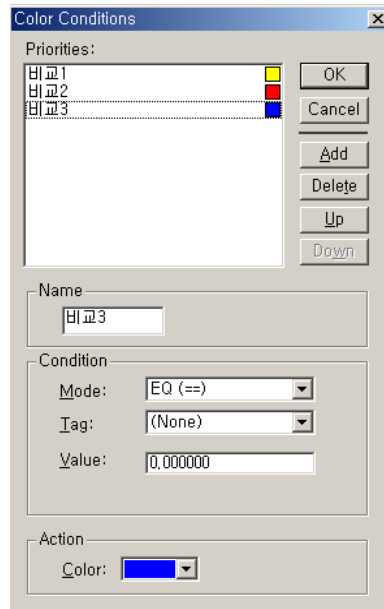 Color Conditions
Priorities:
비교1
비교2
비교3
OK
Cancel
Add
Delete
Up
Down
Name
비교3
Condition
Mode: EQ (==)
Tag: (None)
Value: 0,000000
Action
Color: